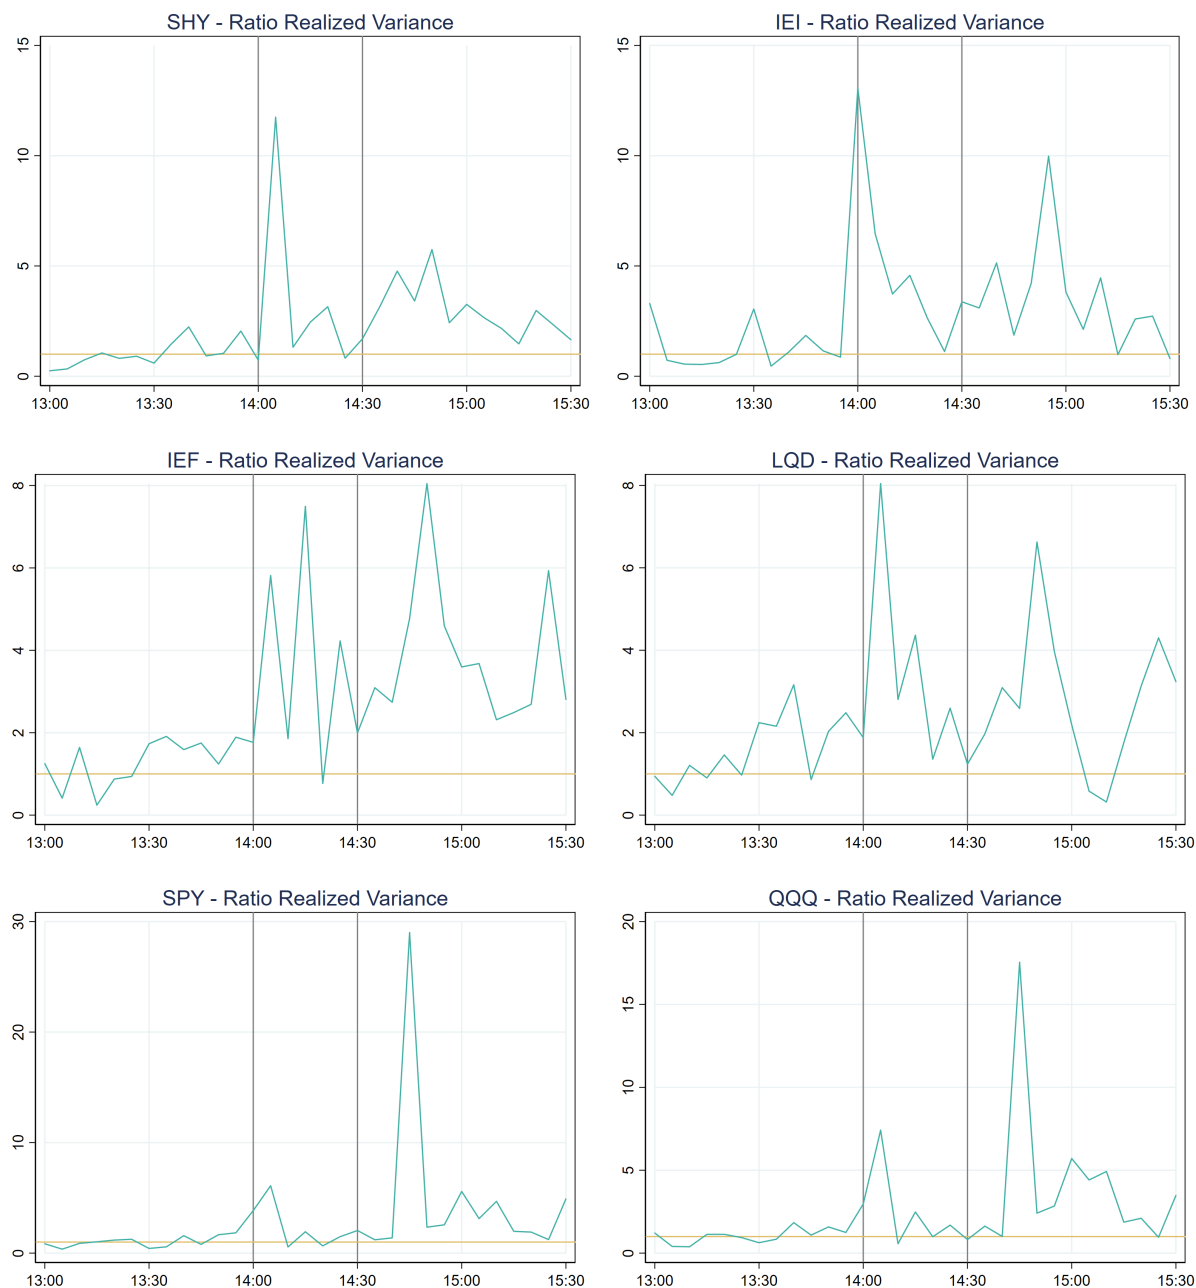 SHY - Ratio Realized Variance
15
10
5
0
13:00 13:30 14:00 14:30 15:00 15:30
IEI - Ratio Realized Variance
15
10
5
0
13:00 13:30 14:00 14:30 15:00 15:30
IEF - Ratio Realized Variance
8
6
4
2
0
13:00 13:30 14:00 14:30 15:00 15:30
LQD - Ratio Realized Variance
8
6
4
2
0
13:00 13:30 14:00 14:30 15:00 15:30
SPY - Ratio Realized Variance
30
20
10
0
13:00 13:30 14:00 14:30 15:00 15:30
QQQ - Ratio Realized Variance
20
15
10
5
0
13:00 13:30 14:00 14:30 15:00 15:30